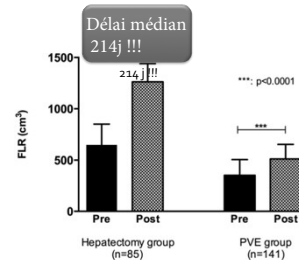 Délai médian
214j !!!
214 j !!!
1500
1000
500
0
FLR (cm³)
***: p<0.0001
***
Pre Post Pre Post
Hepatectomy group
(n=85)
PVE group
(n=141)